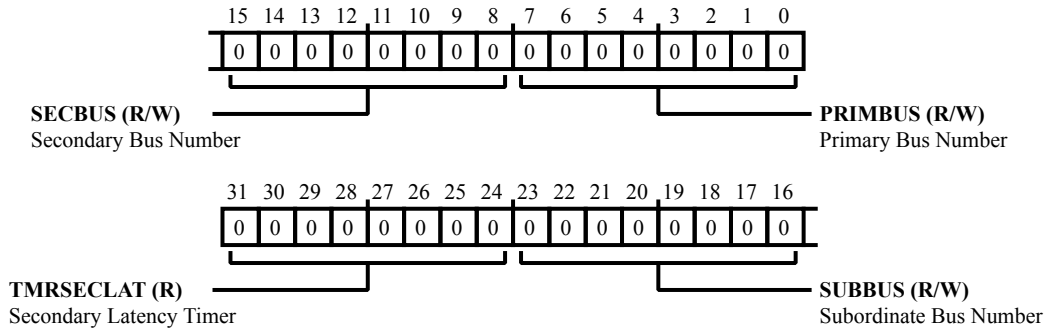 15 14 13 12 11 10 9 8 7 6 5 4 3 2 1 0
0 0 0 0 0 0 0 0 0 0 0 0 0 0 0 0
SECBUS (R/W)
Secondary Bus Number
PRIMBUS (R/W)
Primary Bus Number
31 30 29 28 27 26 25 24 23 22 21 20 19 18 17 16
0 0 0 0 0 0 0 0 0 0 0 0 0 0 0 0
TMRSECLAT (R)
Secondary Latency Timer
SUBBUS (R/W)
Subordinate Bus Number